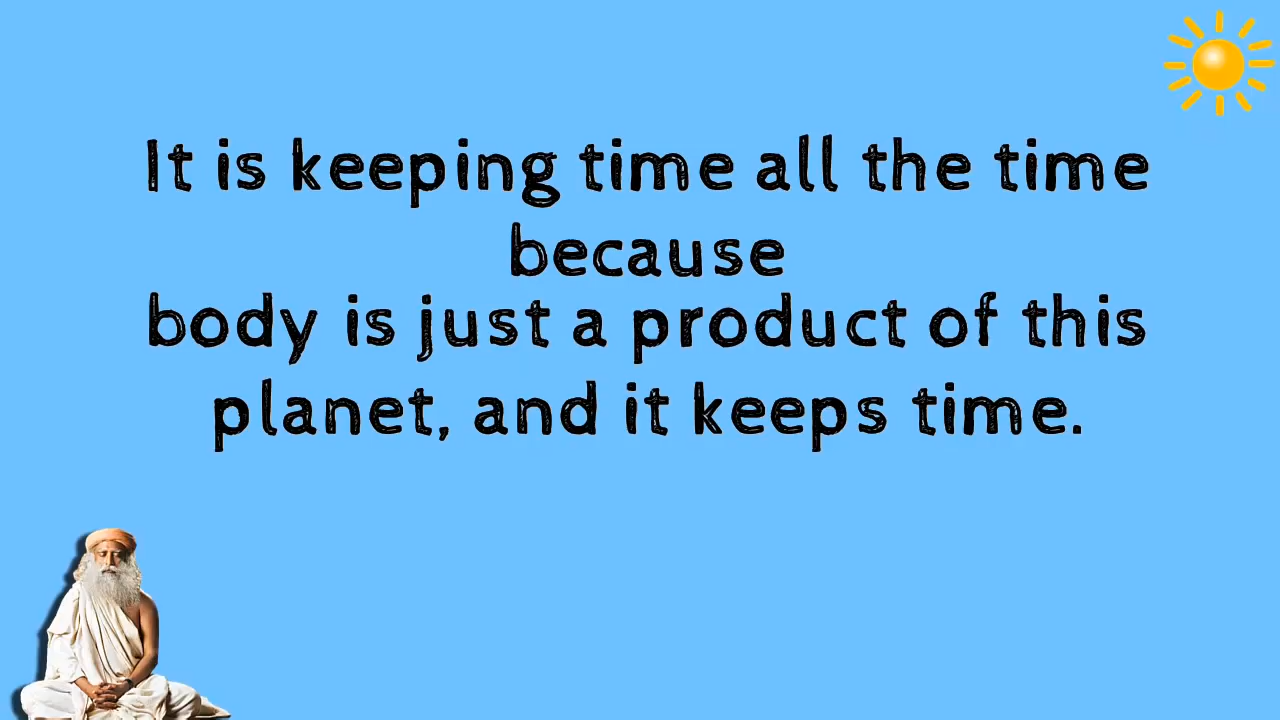 It is keeping time all the time
because
body is just a product of this
planet, and it keeps time.